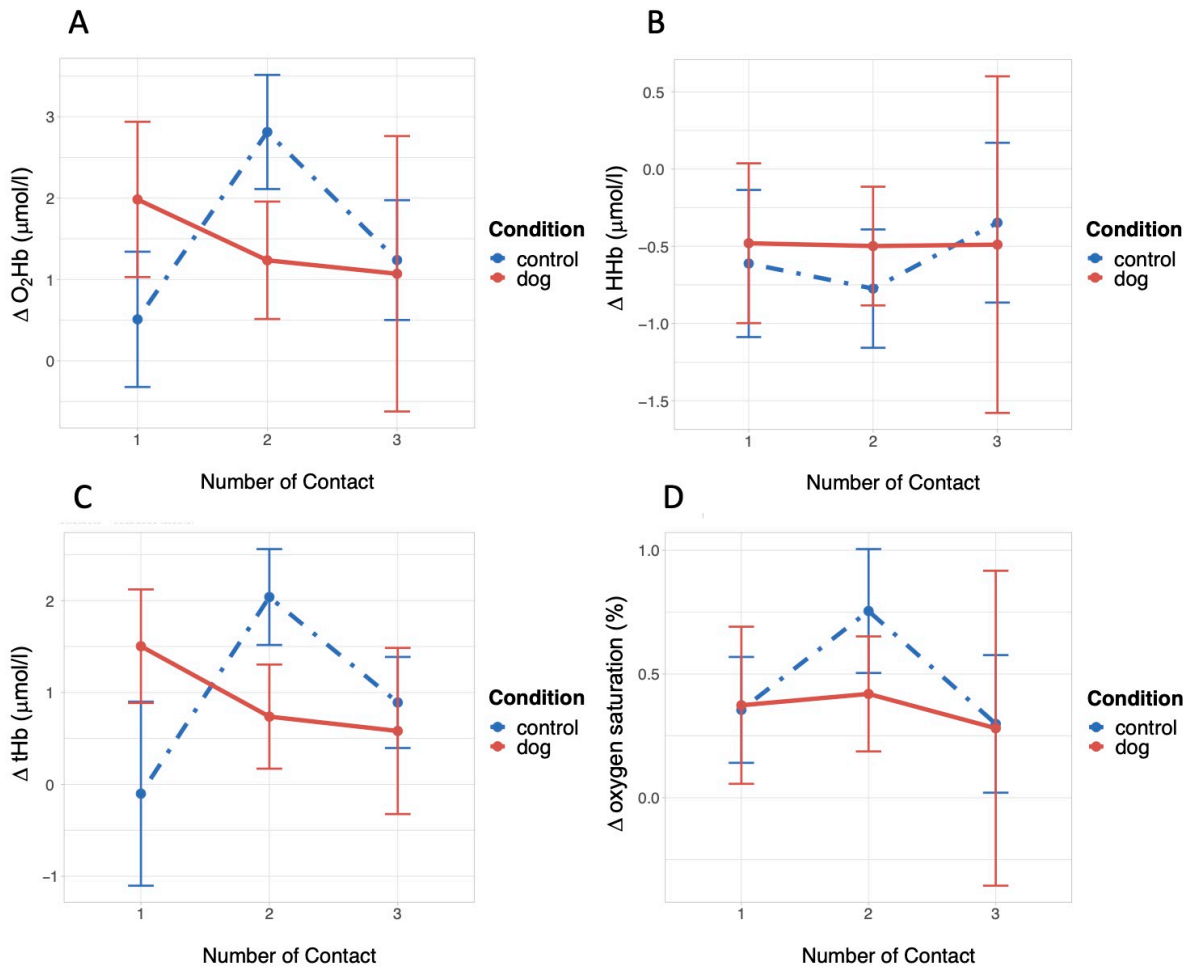 A
Δ O₂Hb (μmol/l)
3
2
1
0
1 2 3
Number of Contact
Condition
control
dog
B
Δ HHb (μmol/l)
0.5
0.0
−0.5
−1.0
−1.5
1 2 3
Number of Contact
Condition
control
dog
C
Δ tHb (μmol/l)
2
1
0
−1
1 2 3
Number of Contact
Condition
control
dog
D
Δ oxygen saturation (%)
1.0
0.5
0.0
1 2 3
Number of Contact
Condition
control
dog